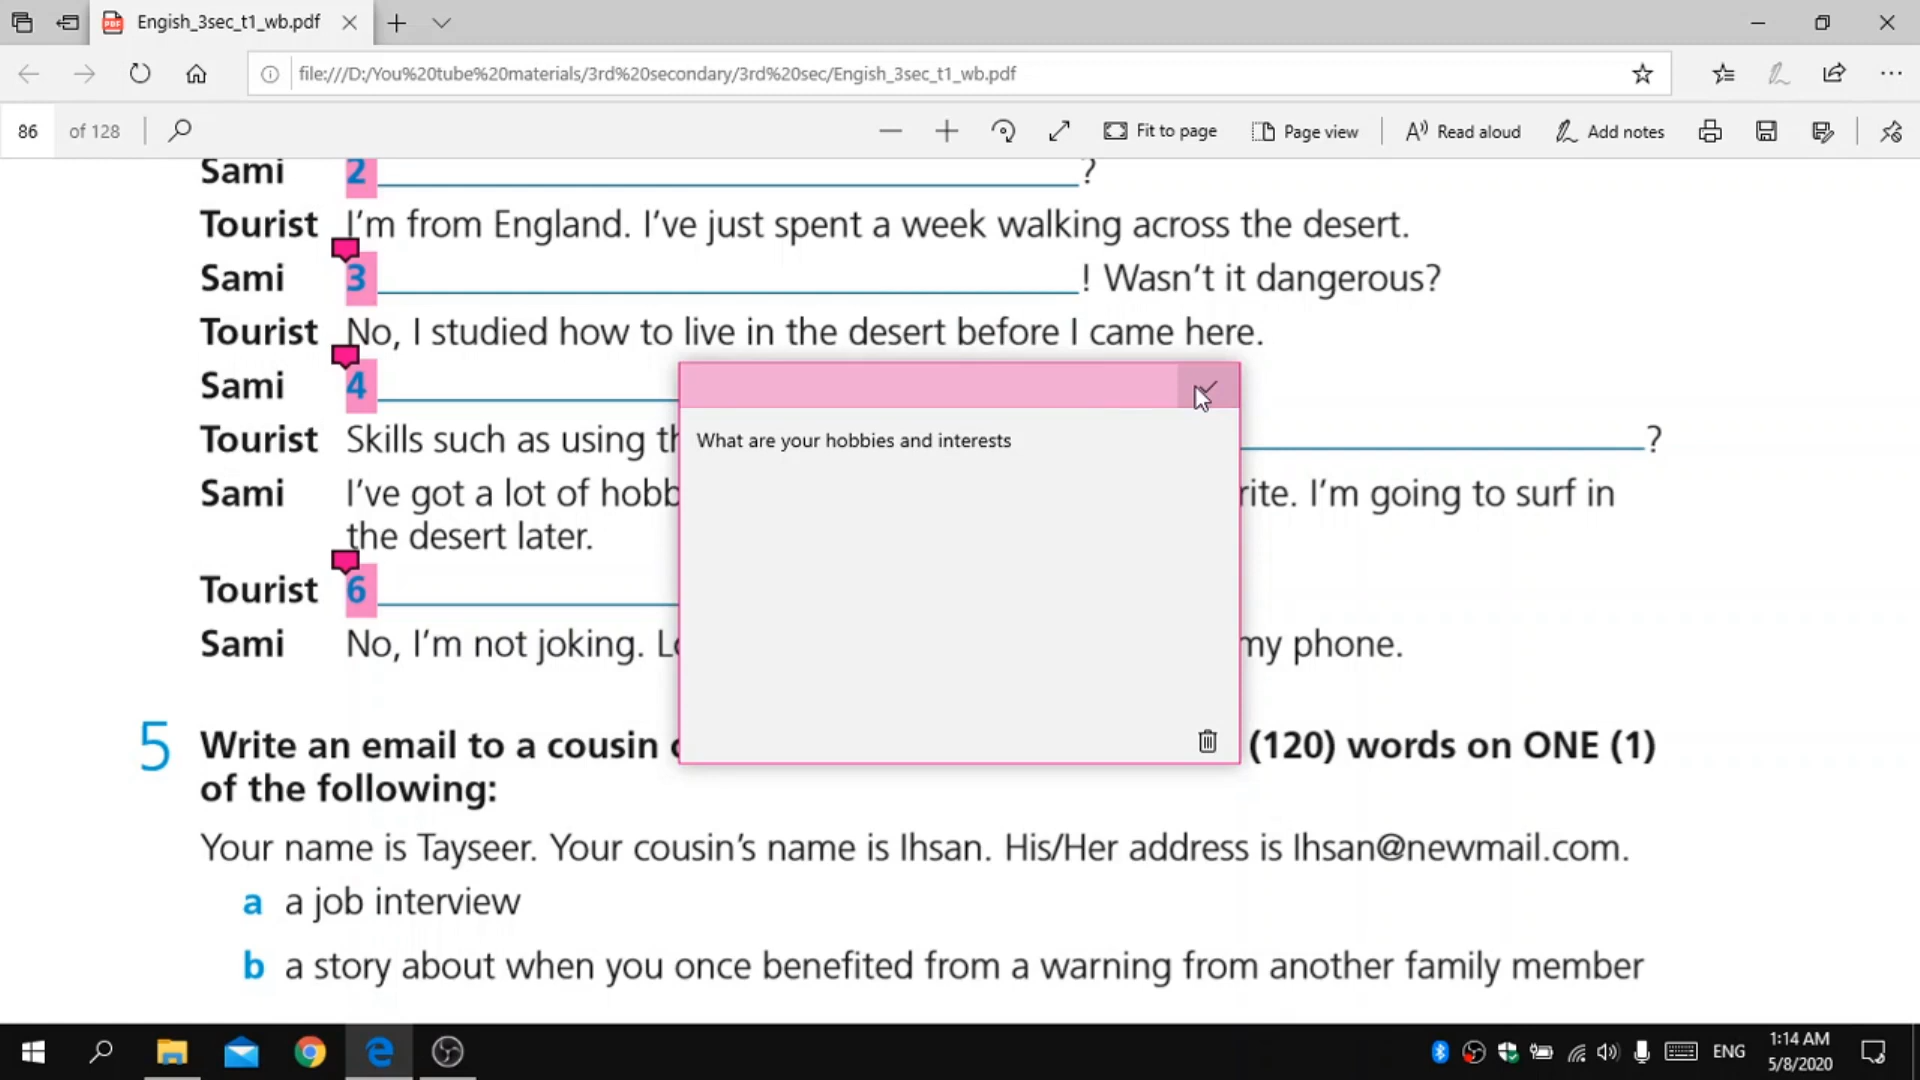 Engish_3sec_t1_wb.pdf
file:///D:/You%20tube%20materials/3rd%20secondary/3rd%20sec/Engish_3sec_t1_wb.pdf
86 of 128 Fit to page Page view Read aloud Add notes
Sami 2 ?
Tourist I'm from England. I've just spent a week walking across the desert.
Sami 3 ! Wasn't it dangerous?
Tourist No, I studied how to live in the desert before I came here.
Sami 4
Tourist Skills such as using ?
Sami I've got a lot of I'm going to surf in
the desert later.
Tourist 6
Sami No, I'm not joking. my phone.
What are your hobbies and interests
5 Write an email to a cousin (120) words on ONE (1)
of the following:
Your name is Tayseer. Your cousin's name is Ihsan. His/Her address is Ihsan@newmail.com.
a a job interview
b a story about when you once benefited from a warning from another family member
ENG
1:14 AM
5/8/2020